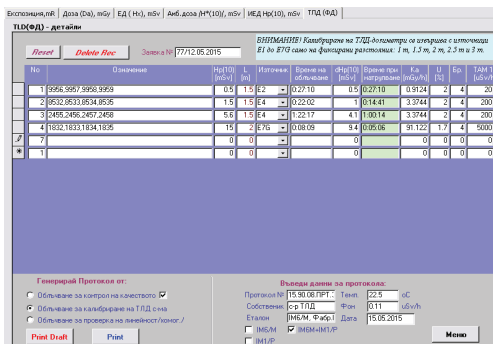 Експозиция,mR Доза (Da), mGy ЕД ( Hx), mSv Амб.доза /H*(10)/, mSv ИЕД Hp(10), mSv ТЛД (ФД)
TLD(ФД) - детайли
ВНИМАНИЕ! Калибриране на ТЛД-дозиметри се извършва с източници
E1 до E7G само на фиксирани разстояния: 1 m, 1.5 m, 2 m, 2.5 m и 3 m.
Reset Delete Rec Заявка № 77/12.05.2015
No Означение Hp(10) [mSv] L [m] Източник Време на облъчване dHp(10) [mSv] Време при натрупване Ka [mGy/h] U [%] Бр. TAM [uSv/h
1 9956,9957,9958,9959 0.5 1.5 E2 0:27:10 0.5 0:27:10 0.9124 2 4 20
2 8532,8533,8534,8535 1.5 1.5 E4 0:22:02 1 0:14:41 3.3744 2 4 200
3 2455,2456,2457,2458 5.6 1.5 E4 1:22:17 4.1 1:00:14 3.3744 2 4 200
4 1832,1833,1834,1835 15 2 E7G 0:08:09 9.4 0:05:06 91.122 1.7 4 5000
7 0 0 0 0 0 0
1 0 0 0 0 0 0
Генерирай Протокол от:
Облъчване за контрол на качеството
Облъчване за калибриране на ТЛД с-ма
Облъчване за проверка на линейност/хомог./
Print Draft Print
Въведи данни за протокола:
Протокол № 15.90.08.ПРТ. Темп. 22.5 oC
Собственик с-р ТЛД Фон 0.11 uSv/h
Еталон IM6/M, Фабр. Дата 15.05.2015
IM6/M IM6M+IM1/P
IM1/P
Меню